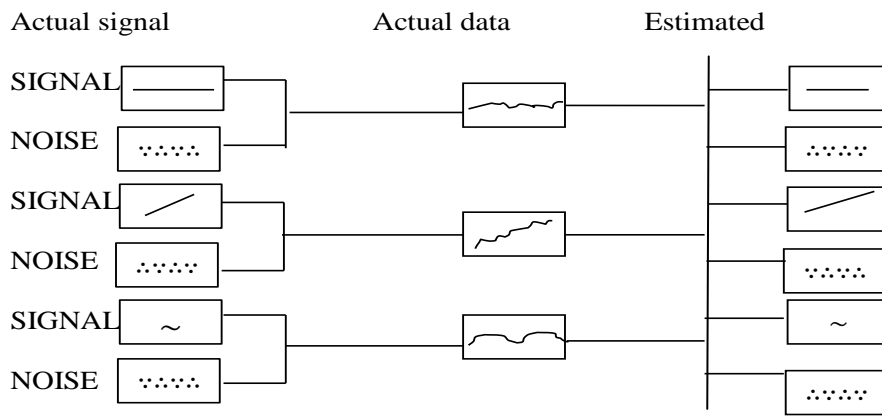 Actual signal Actual data Estimated
SIGNAL
NOISE
SIGNAL
NOISE
SIGNAL
NOISE